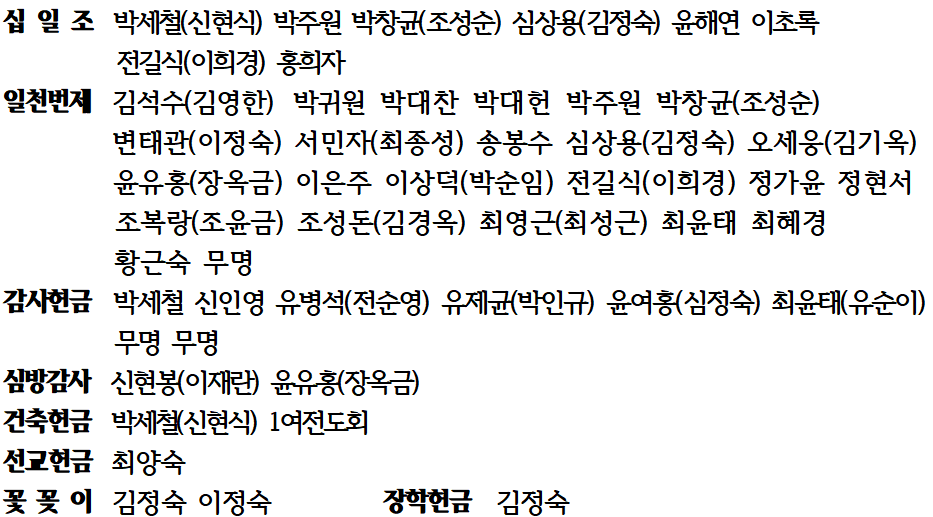 십 일 조 박세철(신현식) 박주원 박창균(조성순) 심상용(김정숙) 윤해연 이초록
전길식(이희경) 홍희자
일천번제 김석수(김영한) 박귀원 박대찬 박대헌 박주원 박창균(조성순)
변태관(이정숙) 서민자(최종성) 송봉수 심상용(김정숙) 오세웅(김기옥)
윤유홍(장옥금) 이은주 이상덕(박순임) 전길식(이희경) 정가윤 정현서
조복랑(조윤금) 조성돈(김경옥) 최영근(최성근) 최윤태 최혜경
황근숙 무명
감사헌금 박세철 신인영 유병석(전순영) 유제균(박인규) 윤여홍(심정숙) 최윤태(유순이)
무명 무명
심방감사 신현봉(이재란) 윤유홍(장옥금)
건축헌금 박세철(신현식) 1여전도회
선교헌금 최양숙
꽃 꽂 이 김정숙 이정숙 장학헌금 김정숙